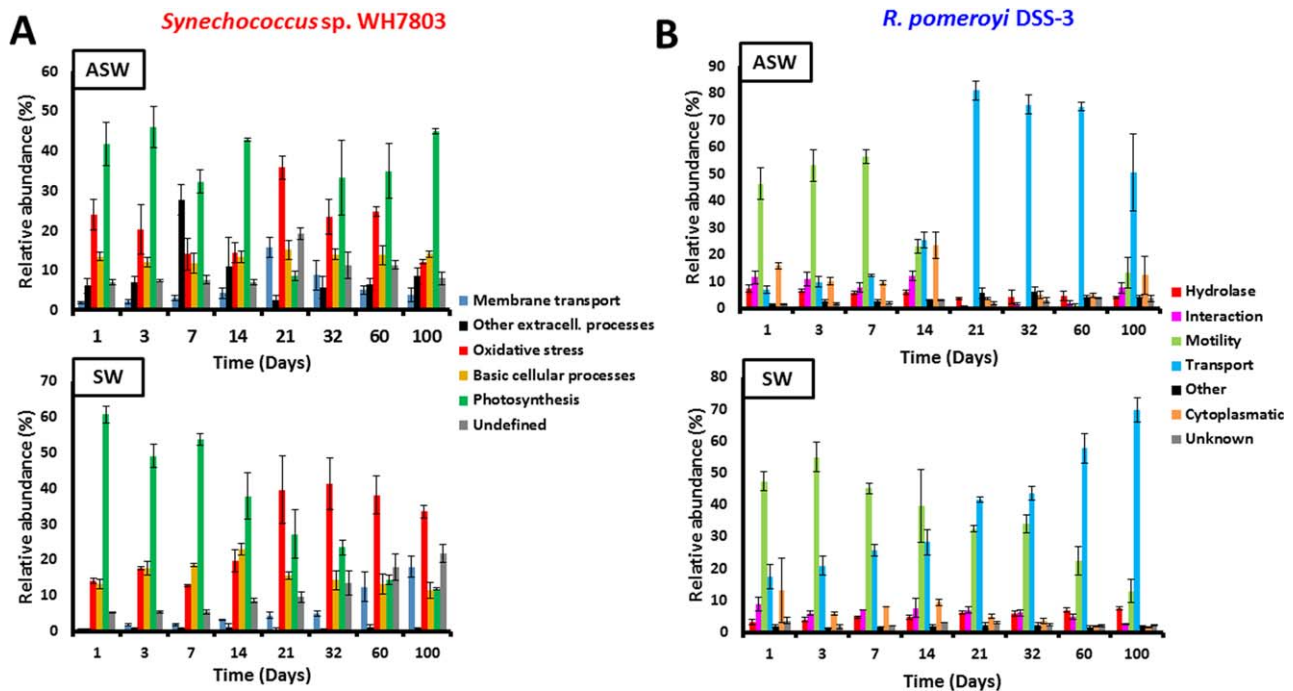 A
Synechococcus sp. WH7803
ASW
Relative abundance (%)
60
50
40
30
20
10
0
1 3 7 14 21 32 60 100
Time (Days)
SW
Relative abundance (%)
70
60
50
40
30
20
10
0
1 3 7 14 21 32 60 100
Time (Days)
Membrane transport
Other extracell. processes
Oxidative stress
Basic cellular processes
Photosynthesis
Undefined
B
R. pomeroyi DSS-3
ASW
Relative abundance (%)
90
80
70
60
50
40
30
20
10
0
1 3 7 14 21 32 60 100
Time (Days)
SW
Relative abundance (%)
80
70
60
50
40
30
20
10
0
1 3 7 14 21 32 60 100
Time (Days)
Hydrolase
Interaction
Motility
Transport
Other
Cytoplasmatic
Unknown